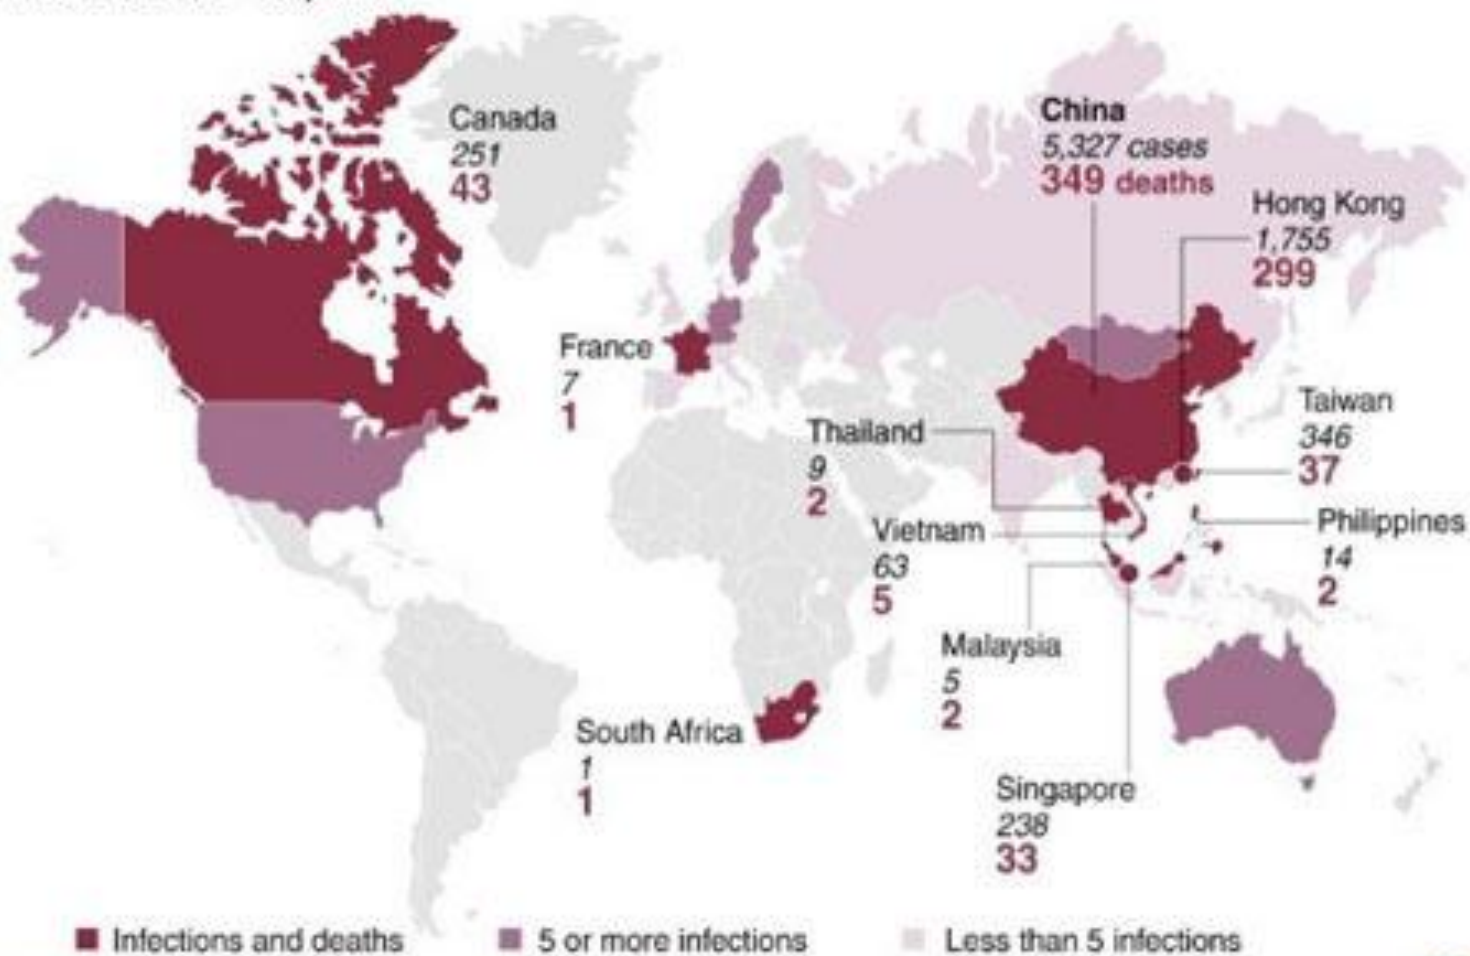 Canada
251
43
China
5,327 cases
349 deaths
Hong Kong
1,755
299
France
7
1
Thailand
9
2
Taiwan
346
37
Vietnam
63
5
Philippines
14
2
Malaysia
5
2
South Africa
1
1
Singapore
238
33
Infections and deaths
5 or more infections
Less than 5 infections